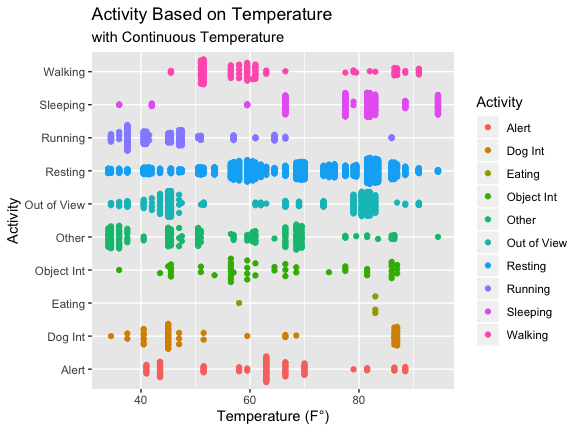 Activity Based on Temperature
with Continuous Temperature
Activity
Walking
Sleeping
Running
Resting
Out of View
Other
Object Int
Eating
Dog Int
Alert
40
60
80
Temperature (F°)
Activity
Alert
Dog Int
Eating
Object Int
Other
Out of View
Resting
Running
Sleeping
Walking